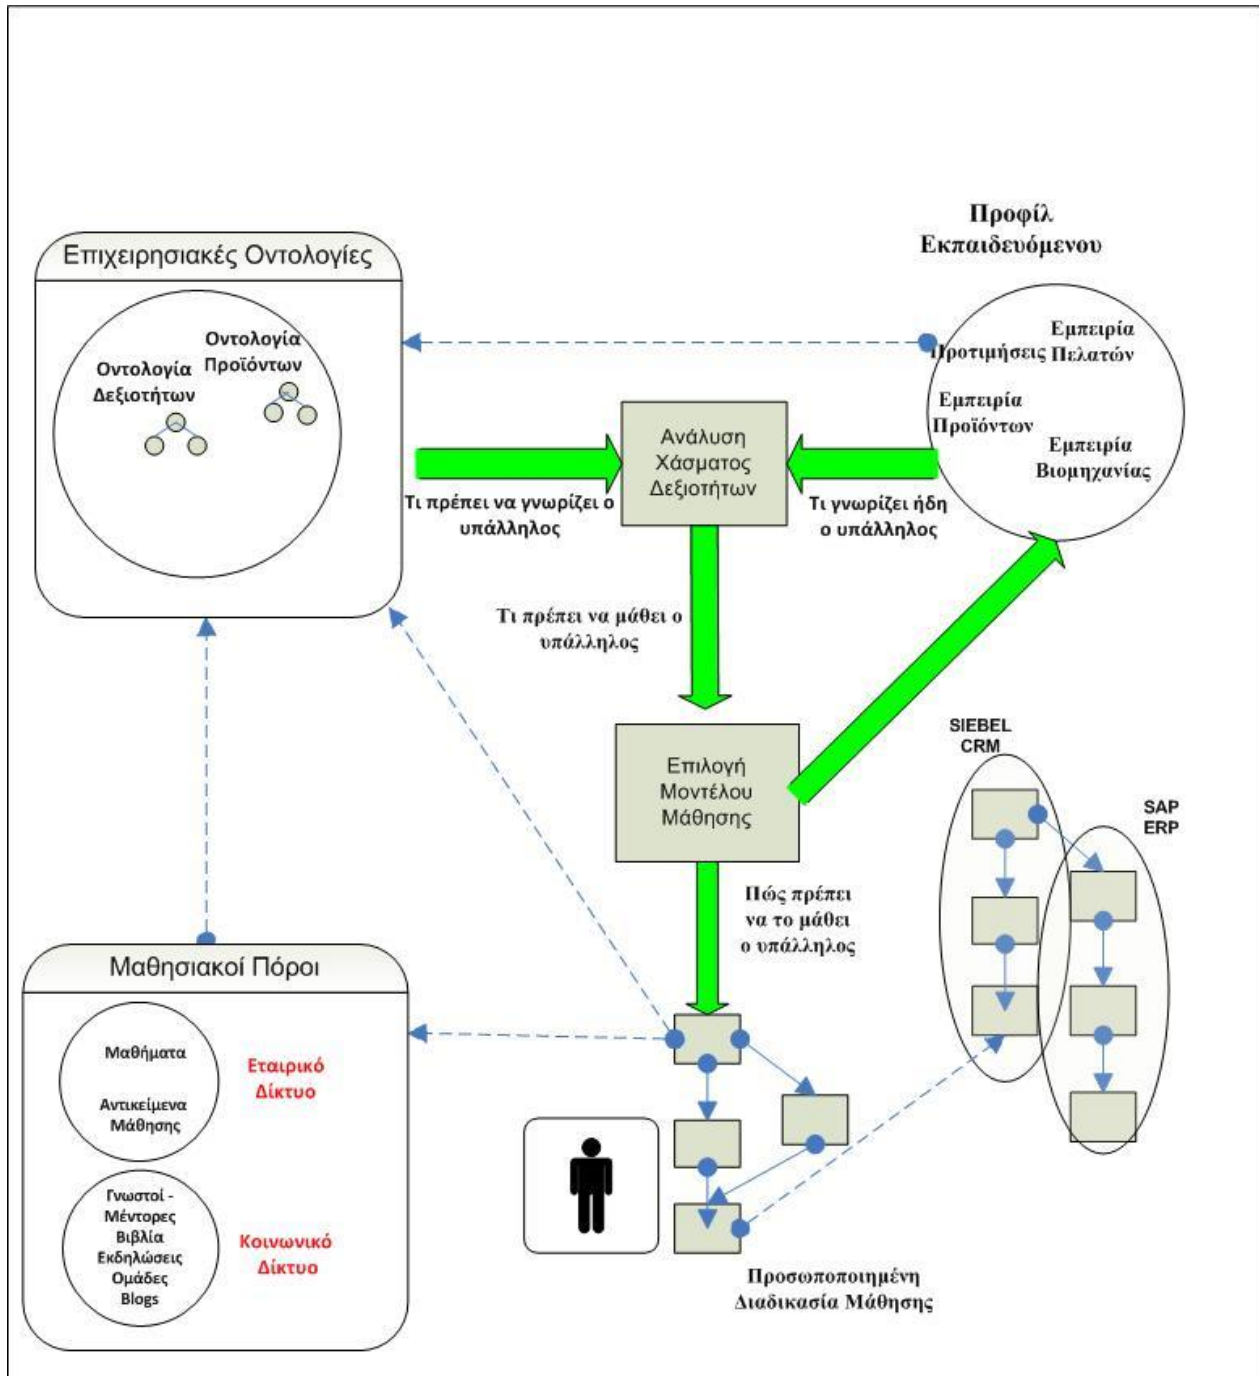 Προφίλ
Εκπαιδευόμενου
Επιχειρησιακές Οντολογίες
Οντολογία
Προϊόντων
Οντολογία
Δεξιοτήτων
Προτιμήσεις
Εμπειρία
Πελατών
Εμπειρία
Προϊόντων
Εμπειρία
Βιομηχανίας
Ανάλυση
Χάσματος
Δεξιοτήτων
Τι πρέπει να γνωρίζει ο
υπάλληλος
Τι γνωρίζει ήδη
ο υπάλληλος
Τι πρέπει να μάθει ο
υπάλληλος
Επιλογή
Μοντέλου
Μάθησης
SIEBEL
CRM
SAP
ERP
Πώς πρέπει
να το μάθει
ο υπάλληλος
Μαθησιακοί Πόροι
Μαθήματα
Αντικείμενα
Μάθησης
Εταιρικό
Δίκτυο
Γνωστοί -
Μέντορες
Βιβλία
Εκδηλώσεις
Ομάδες
Blogs
Κοινωνικό
Δίκτυο
Προσωποποιημένη
Διαδικασία Μάθησης